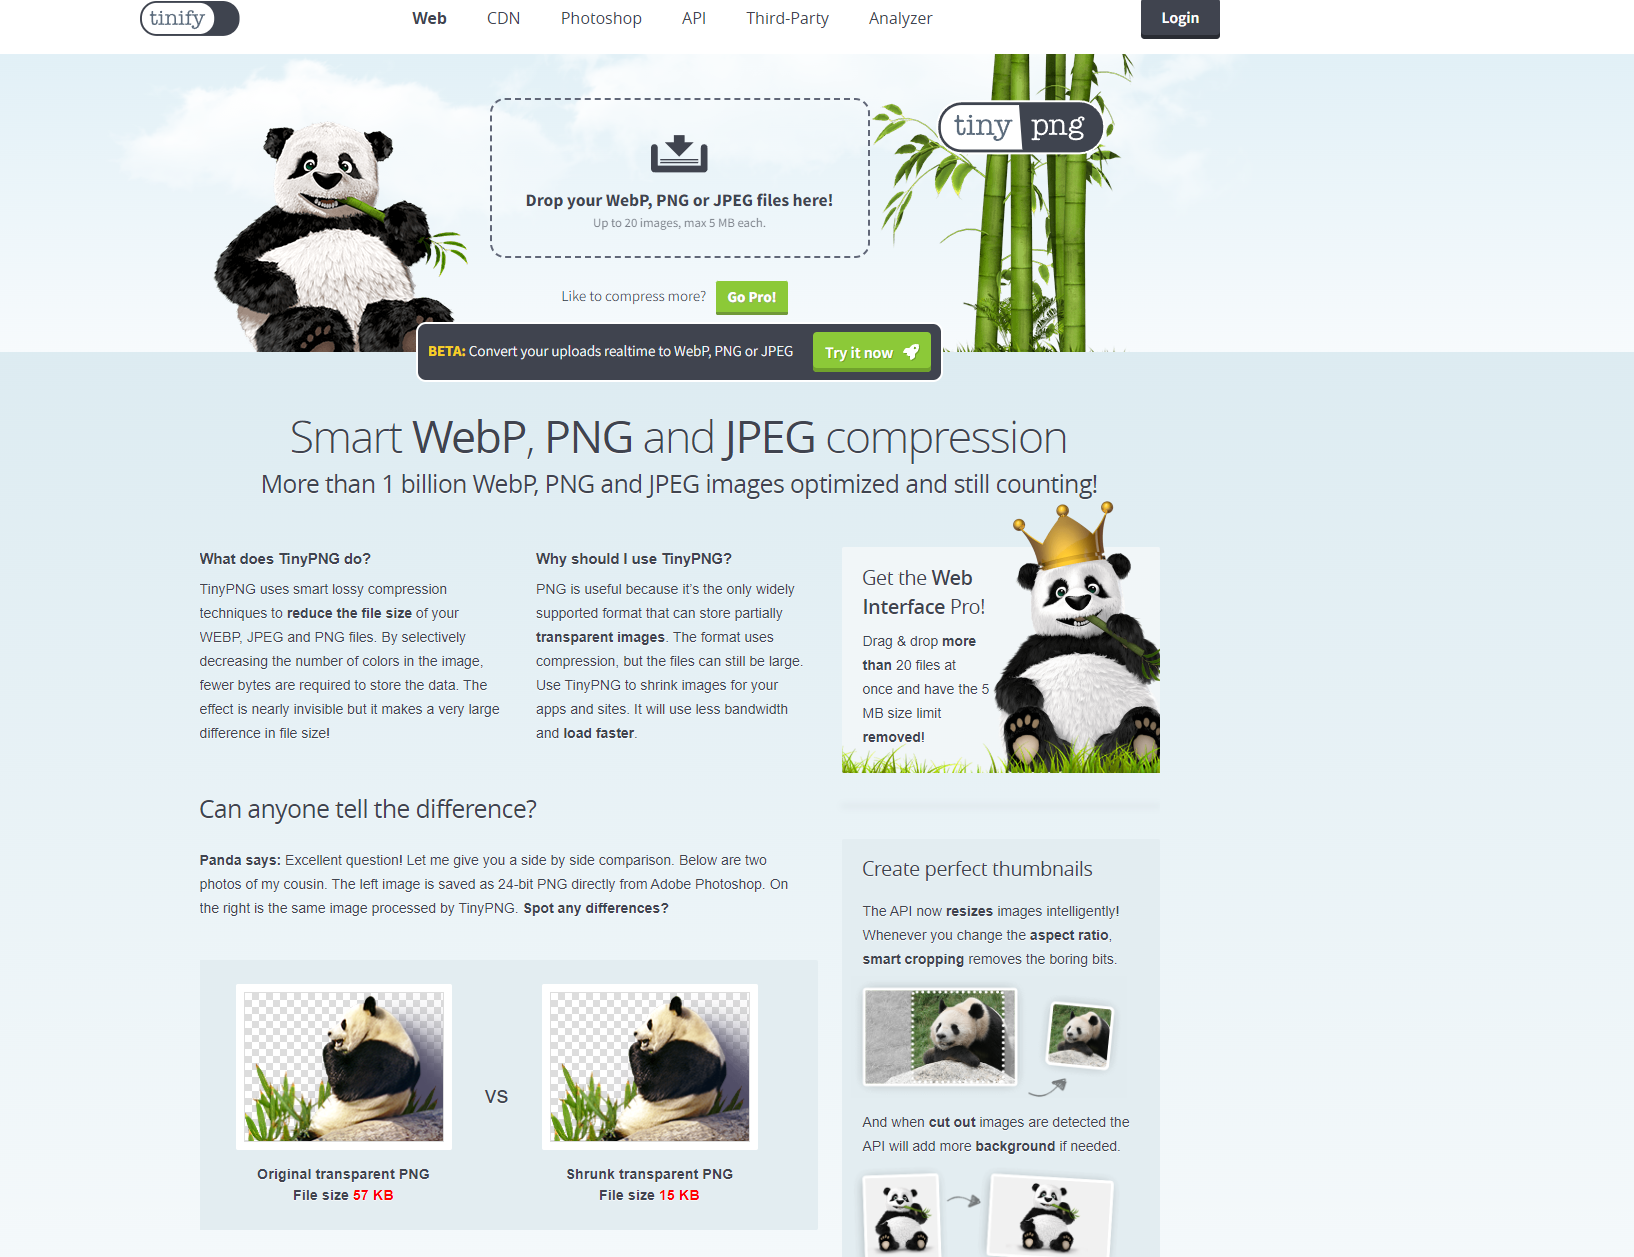 tinify
Web
CDN
Photoshop
API
Third-Party
Analyzer
Login
tiny png
Drop your WebP, PNG or JPEG files here!
Up to 20 images, max 5 MB each.
Like to compress more?
Go Pro!
BETA: Convert your uploads realtime to WebP, PNG or JPEG
Try it now
Smart WebP, PNG and JPEG compression
More than 1 billion WebP, PNG and JPEG images optimized and still counting!
What does TinyPNG do?
TinyPNG uses smart lossy compression
techniques to reduce the file size of your
WEBP, JPEG and PNG files. By selectively
decreasing the number of colors in the image,
fewer bytes are required to store the data. The
effect is nearly invisible but it makes a very large
difference in file size!
Why should I use TinyPNG?
PNG is useful because it's the only widely
supported format that can store partially
transparent images. The format uses
compression, but the files can still be large.
Use TinyPNG to shrink images for your
apps and sites. It will use less bandwidth
and load faster.
Get the Web
Interface Pro!
Drag & drop more
than 20 files at
once and have the 5
MB size limit
removed!
Can anyone tell the difference?
Panda says: Excellent question! Let me give you a side by side comparison. Below are two
photos of my cousin. The left image is saved as 24-bit PNG directly from Adobe Photoshop. On
the right is the same image processed by TinyPNG. Spot any differences?
VS
Original transparent PNG
File size 57 KB
Shrunk transparent PNG
File size 15 KB
Create perfect thumbnails
The API now resizes images intelligently!
Whenever you change the aspect ratio,
smart cropping removes the boring bits.
And when cut out images are detected the
API will add more background if needed.